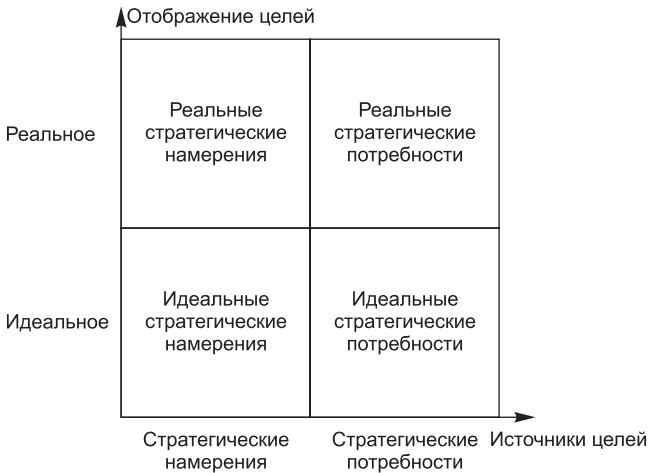 Отображение целей
Реальное
Реальные
стратегические
намерения
Реальные
стратегические
потребности
Идеальное
Идеальные
стратегические
намерения
Идеальные
стратегические
потребности
Стратегические
намерения
Стратегические
потребности
Источники целей